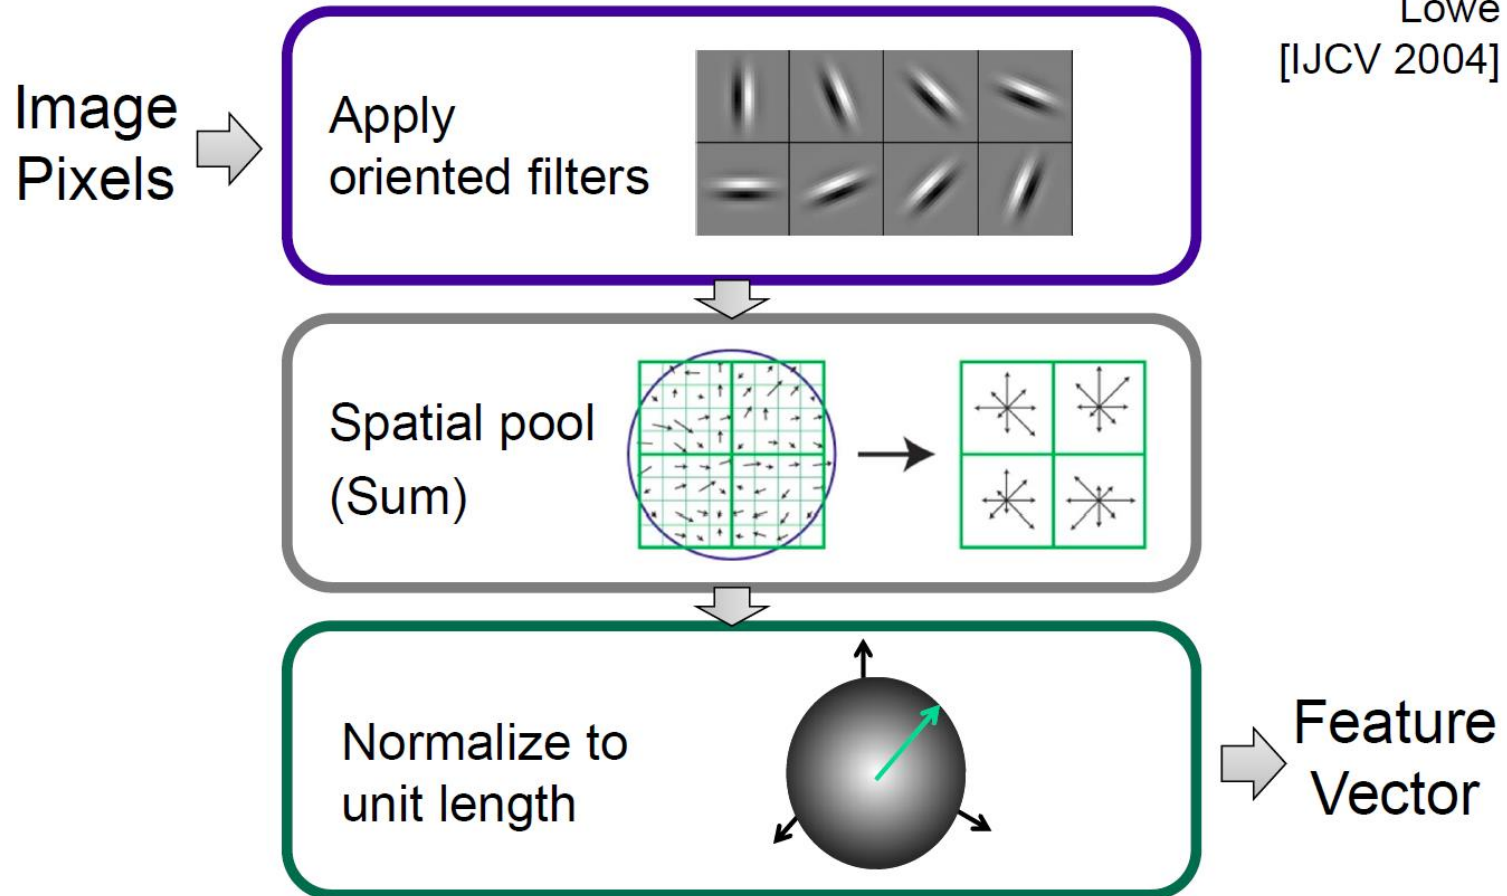 Lowe
[IJCV 2004]
Image
Pixels
Apply
oriented filters
Spatial pool
(Sum)
Normalize to
unit length
Feature
Vector